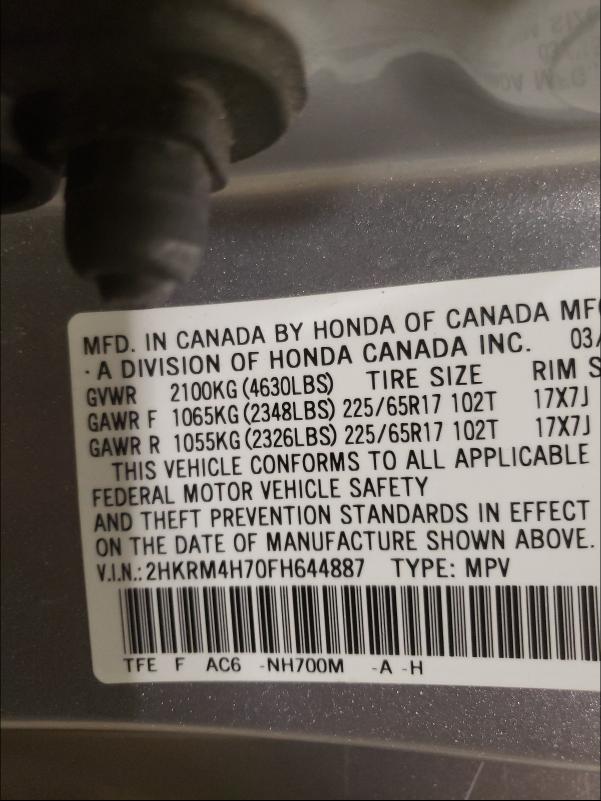 MFD. IN CANADA BY HONDA OF CANADA MFG
· A DIVISION OF HONDA CANADA INC. 03/
GVWR 2100KG (4630LBS) TIRE SIZE RIM S
GAWR F 1065KG (2348LBS) 225/65R17 102T 17X7J
GAWR R 1055KG (2326LBS) 225/65R17 102T 17X7J
THIS VEHICLE CONFORMS TO ALL APPLICABLE
FEDERAL MOTOR VEHICLE SAFETY
AND THEFT PREVENTION STANDARDS IN EFFECT
ON THE DATE OF MANUFACTURE SHOWN ABOVE.
V.I.N.: 2HKRM4H70FH644887 TYPE: MPV
TFE F AC6 -NH700M -A -H